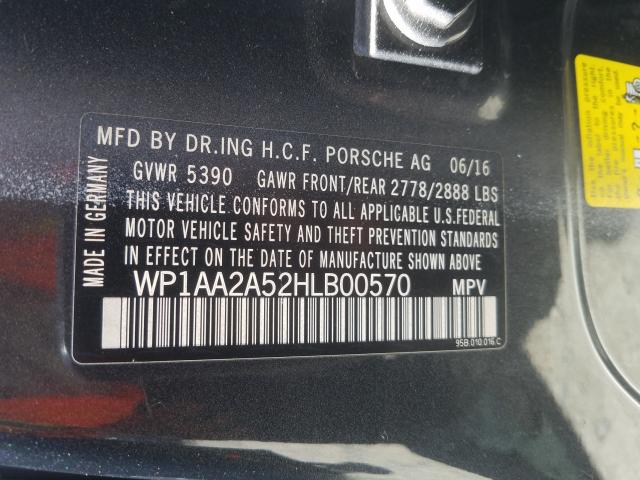 MFD BY DR.ING H.C.F. PORSCHE AG 06/16
GVWR 5390 GAWR FRONT/REAR 2778/2888 LBS
THIS VEHICLE CONFORMS TO ALL APPLICABLE U.S.FEDERAL
MOTOR VEHICLE SAFETY AND THEFT PREVENTION STANDARDS
IN EFFECT ON THE DATE OF MANUFACTURE SHOWN ABOVE.
WP1AA2A52HLB00570 MPV
95B.010.016.C
MADE IN GERMANY